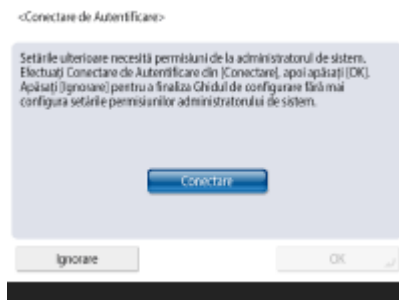 <Conectare de Autentificare>
Setările ulterioare necesită permisiuni de la administratorul de sistem.
Efectuați Conectare de Autentificare din [Conectare], apoi apăsați [OK].
Apăsați [Ignorare] pentru a finaliza Ghidul de configurare fără mai
configura setările permisiunilor administratorului de sistem.
Conectare
Ignorare
OK